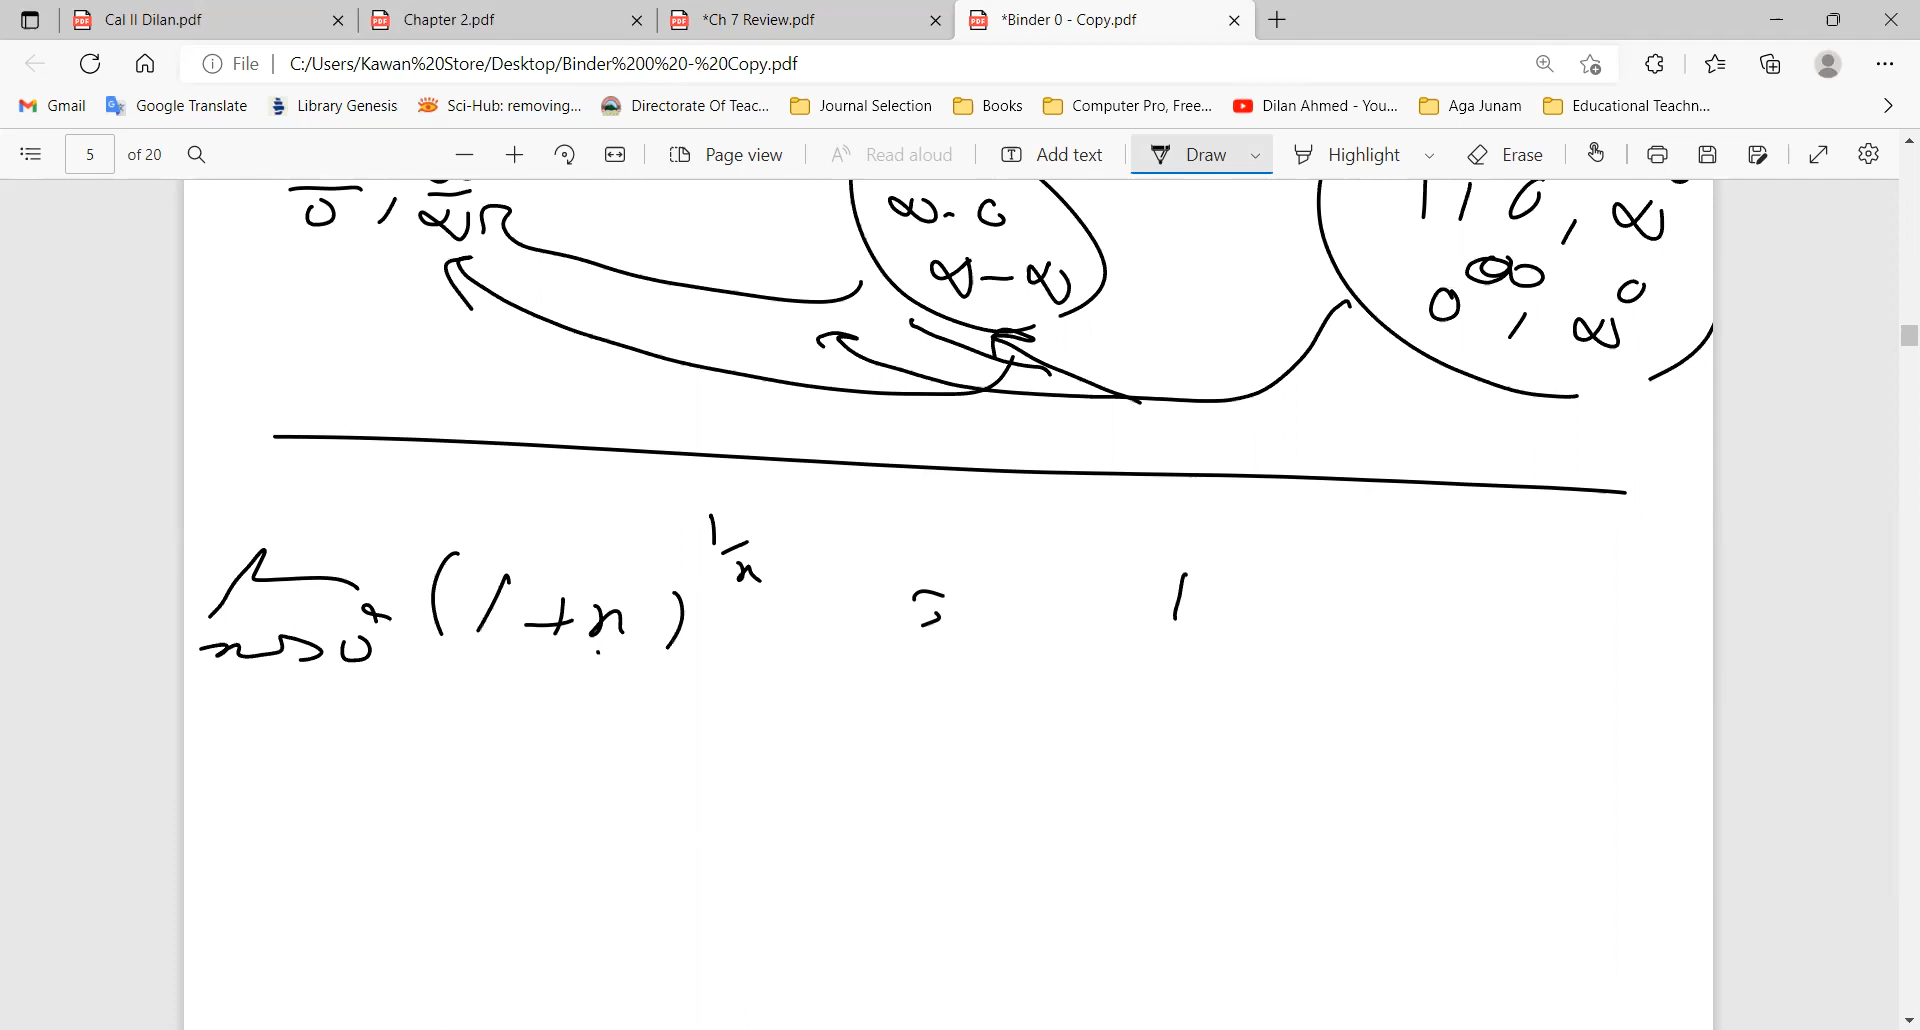 Cal II Dilan.pdf Chapter 2.pdf *Ch 7 Review.pdf *Binder 0 - Copy.pdf
File C:/Users/Kawan%20Store/Desktop/Binder%200%20-%20Copy.pdf
Gmail Google Translate Library Genesis Sci-Hub: removing... Directorate Of Teac... Journal Selection Books Computer Pro, Free... Dilan Ahmed - You... Aga Junam Educational Teachn...
5 of 20 Page view Read aloud Add text Draw Highlight Erase
0 , ∞ ∞ . 0 1 , 0 , ∞
∞ - ∞ ∞
0 , ∞ 0
1/x
(1 + x) = 1
x → 0+